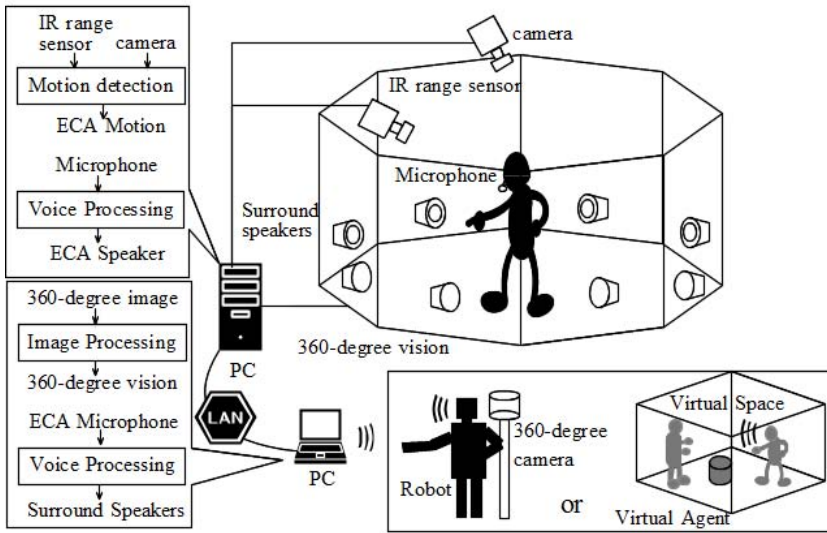 IR range
sensor
camera
Motion detection
ECA Motion
Microphone
Voice Processing
ECA Speaker
360-degree image
Image Processing
360-degree vision
ECA Microphone
Voice Processing
Surround Speakers
camera
IR range sensor
Microphone
Surround
speakers
360-degree vision
PC
LAN
PC
Robot
360-degree
camera
or
Virtual Space
Virtual Agent